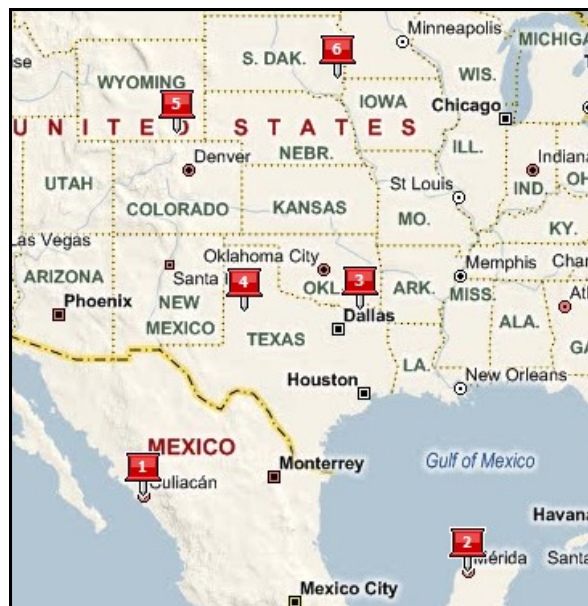 Minneapolis
MICHIGA
6
S. DAK.
WIS.
se
WYOMING
5
IOWA
Chicago
UNITED STATES
Denver
NEBR.
ILL.
Indiana
UTAH
St Louis
IND.
OH
COLORADO
KANSAS
MO.
KY.
Las Vegas
Oklahoma City
Memphis
Char
ARIZONA
Santa
4
OKL
3
ARK.
MISS.
Phoenix
NEW
MEXICO
Dallas
TEXAS
ALA.
Atl
GA
LA.
Houston
New Orleans
MEXICO
1
Culiacán
Monterrey
Gulf of Mexico
Havana
2
Mérida
Santa
Mexico City